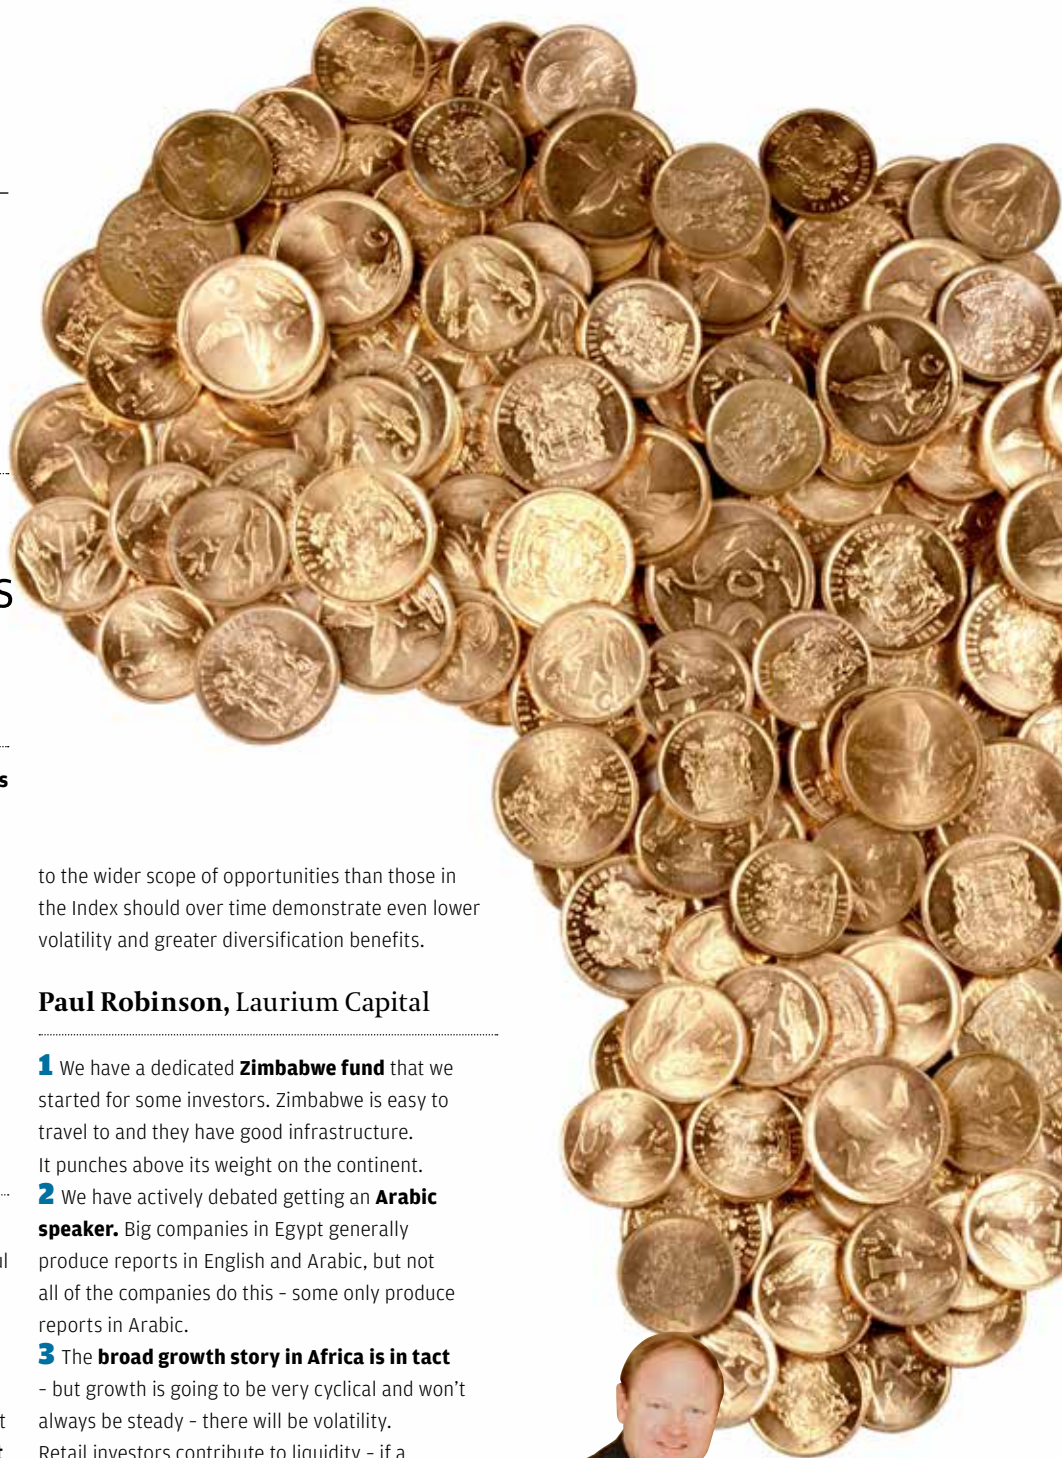 s
s
to the wider scope of opportunities than those in
the Index should over time demonstrate even lower
volatility and greater diversification benefits.
Paul Robinson, Laurium Capital
1 We have a dedicated Zimbabwe fund that we
started for some investors. Zimbabwe is easy to
travel to and they have good infrastructure.
It punches above its weight on the continent.
2 We have actively debated getting an Arabic
speaker. Big companies in Egypt generally
produce reports in English and Arabic, but not
all of the companies do this – some only produce
reports in Arabic.
3 The broad growth story in Africa is in tact
– but growth is going to be very cyclical and won't
always be steady – there will be volatility.
Retail investors contribute to liquidity – if a